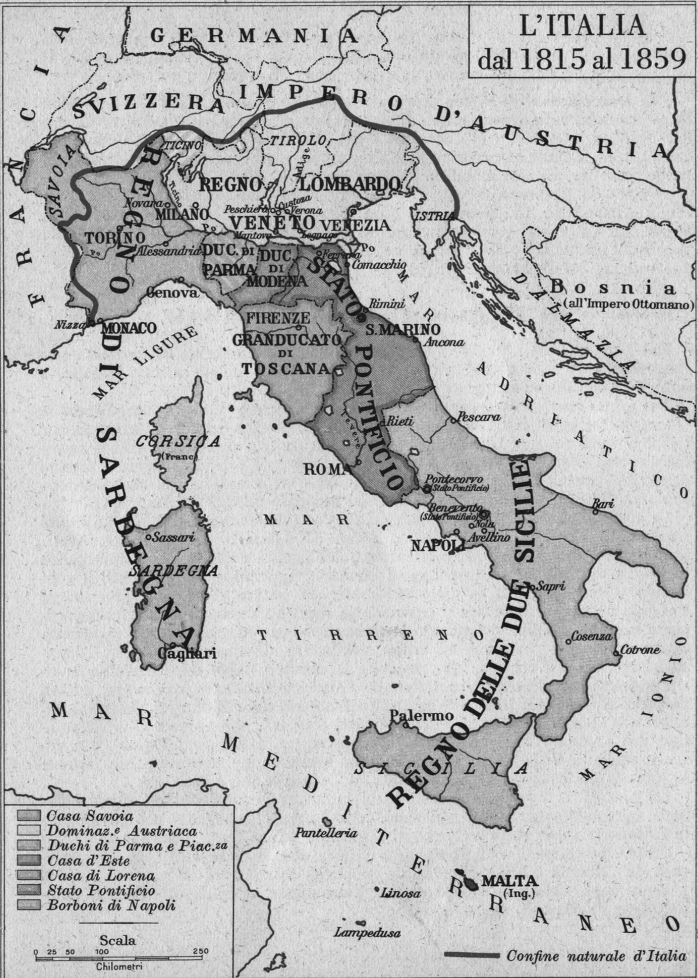 L'ITALIA
dal 1815 al 1859
GERMANIA
FRANCIA
SVIZZERA
IMPERO D'AUSTRIA
TICINO
TIROLO
Adige
SAVOIA
REGNO DI SARDEGNA
REGNO LOMBARDO
VENETO
Novara
Ticino
MILANO
Peschiera
Custoza
Verona
Mantova
Legnago
VENEZIA
ISTRIA
TORINO
Po
Alessandria
Po
DUC. DI
PARMA
DUC.
DI
MODENA
Ferrara
Po
Comacchio
STATO PONTIFICIO
Genova
Nizza
MONACO
MAR LIGURE
FIRENZE
GRANDUCATO
DI
TOSCANA
Rimini
S. MARINO
Ancona
MAR ADRIATICO
DALMAZIA
Bosnia
(all'Impero Ottomano)
CORSICA
(Franc.)
Tevere
Rieti
Pescara
ROMA
Pontecorvo
(Stato Pontificio)
Benevento
(Stato Pontificio)
Nola
Avellino
NAPOLI
Bari
REGNO DELLE DUE SICILIE
MAR TIRRENO
Sassari
SARDEGNA
Cagliari
Sapri
Cosenza
Cotrone
MAR IONIO
Palermo
SICILIA
MAR MEDITERRANEO
Pantelleria
Linosa
Lampedusa
MALTA
(Ing.)
Casa Savoia
Dominaz.e Austriaca
Duchi di Parma e Piac.za
Casa d'Este
Casa di Lorena
Stato Pontificio
Borboni di Napoli
Scala
0 25 50 100 250
Chilometri
Confine naturale d'Italia